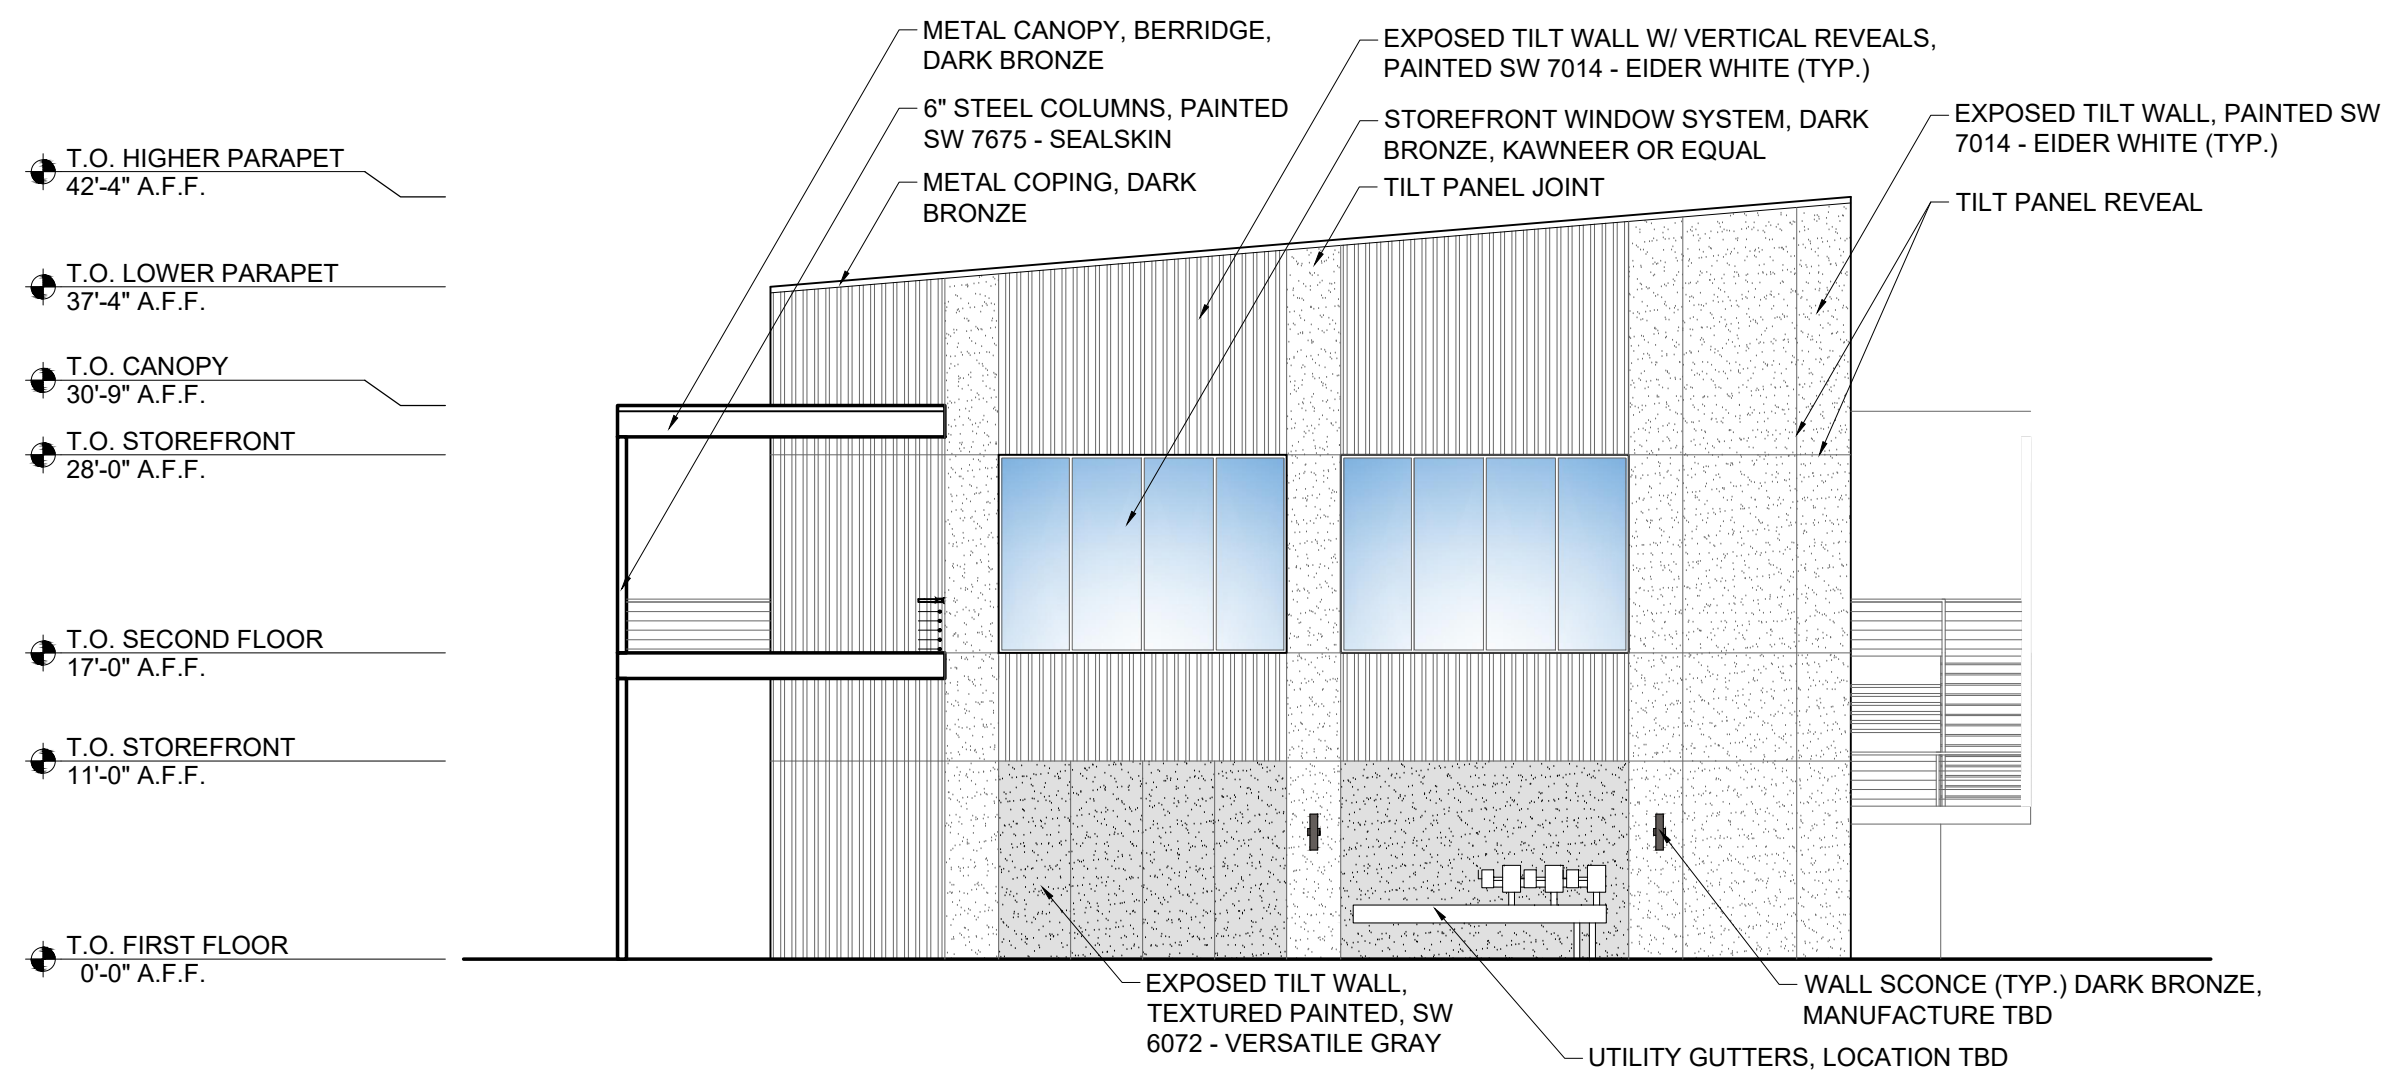 METAL CANOPY, BERRIDGE,
DARK BRONZE
6" STEEL COLUMNS, PAINTED
SW 7675 - SEALSKIN
METAL COPING, DARK
BRONZE
EXPOSED TILT WALL W/ VERTICAL REVEALS,
PAINTED SW 7014 - EIDER WHITE (TYP.)
STOREFRONT WINDOW SYSTEM, DARK
BRONZE, KAWNEER OR EQUAL
TILT PANEL JOINT
EXPOSED TILT WALL, PAINTED SW
7014 - EIDER WHITE (TYP.)
TILT PANEL REVEAL
T.O. HIGHER PARAPET
42'-4" A.F.F.
T.O. LOWER PARAPET
37'-4" A.F.F.
T.O. CANOPY
30'-9" A.F.F.
T.O. STOREFRONT
28'-0" A.F.F.
T.O. SECOND FLOOR
17'-0" A.F.F.
T.O. STOREFRONT
11'-0" A.F.F.
T.O. FIRST FLOOR
0'-0" A.F.F.
EXPOSED TILT WALL,
TEXTURED PAINTED, SW
6072 - VERSATILE GRAY
WALL SCONCE (TYP.) DARK BRONZE,
MANUFACTURE TBD
UTILITY GUTTERS, LOCATION TBD